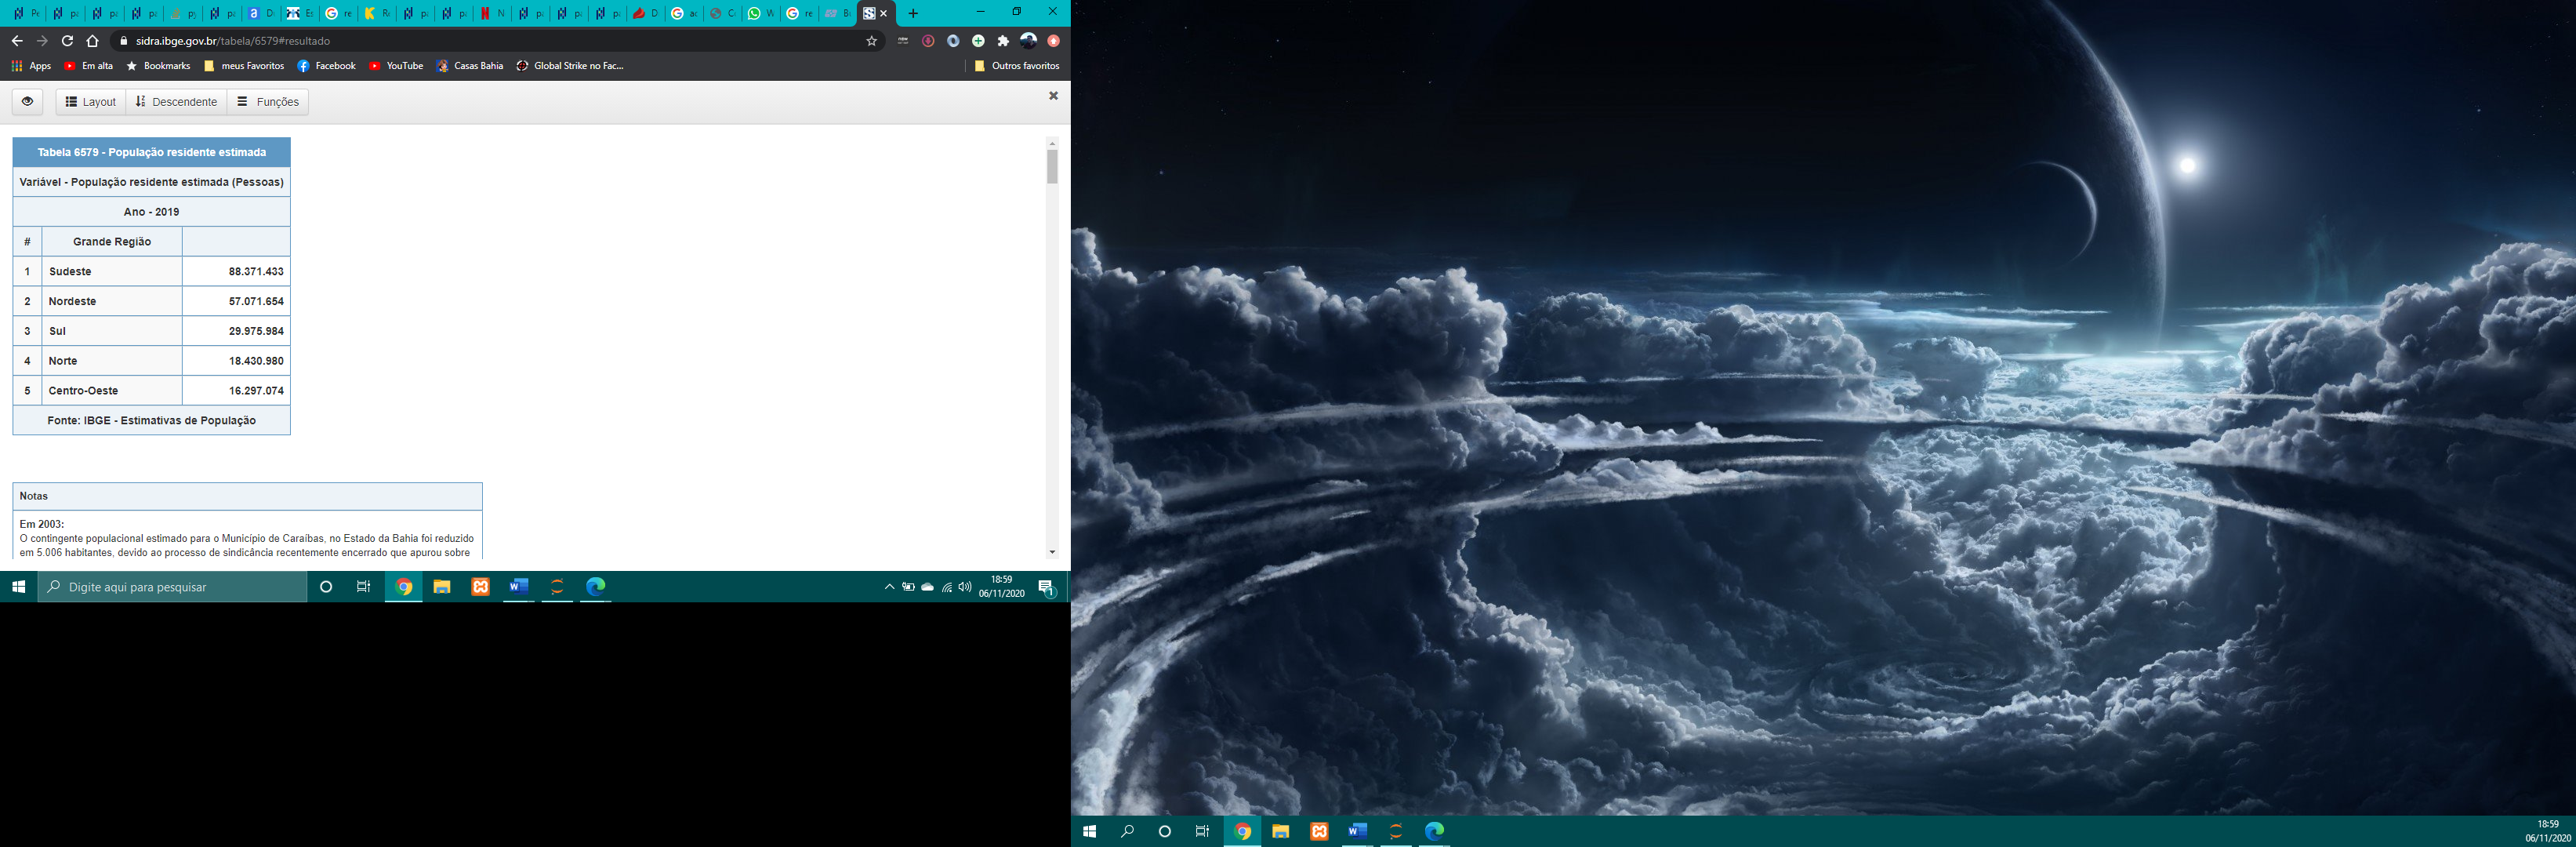 sidra.ibge.gov.br/tabela/6579#resultado
Apps Em alta Bookmarks meus Favoritos Facebook YouTube Casas Bahia Global Strike no Fac... Outros favoritos
Layout Descendente Funções
Tabela 6579 - População residente estimada
Variável - População residente estimada (Pessoas)
Ano - 2019
# Grande Região
1 Sudeste 88.371.433
2 Nordeste 57.071.654
3 Sul 29.975.984
4 Norte 18.430.980
5 Centro-Oeste 16.297.074
Fonte: IBGE - Estimativas de População
Notas
Em 2003:
O contingente populacional estimado para o Município de Caraíbas, no Estado da Bahia foi reduzido
em 5.006 habitantes, devido ao processo de sindicância recentemente encerrado que apurou sobre
Digite aqui para pesquisar
18:59
06/11/2020
1
18:59
06/11/2020